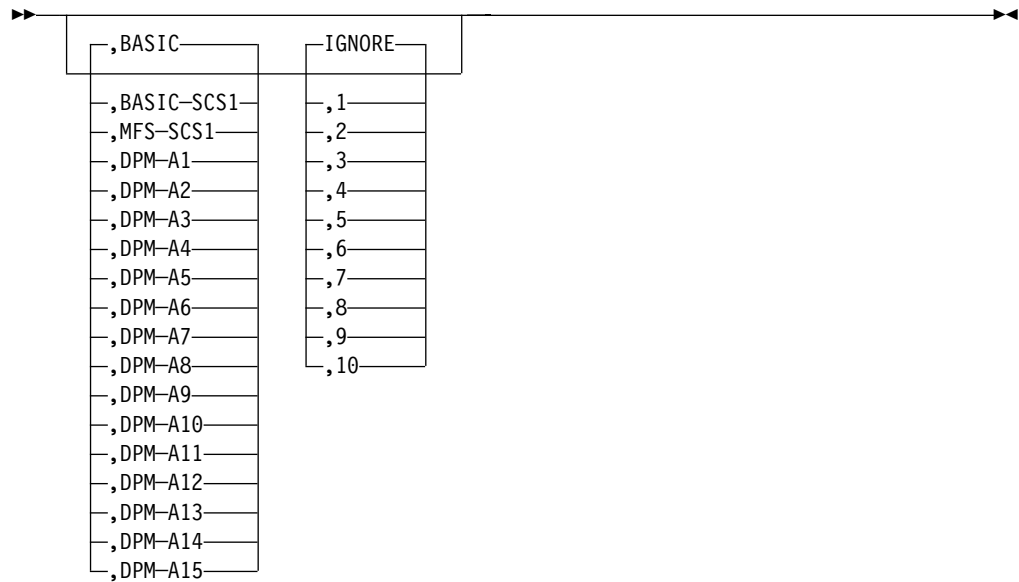 ,BASIC IGNORE
,BASIC-SCS1 ,1
,MFS-SCS1 ,2
,DPM-A1 ,3
,DPM-A2 ,4
,DPM-A3 ,5
,DPM-A4 ,6
,DPM-A5 ,7
,DPM-A6 ,8
,DPM-A7 ,9
,DPM-A8 ,10
,DPM-A9
,DPM-A10
,DPM-A11
,DPM-A12
,DPM-A13
,DPM-A14
,DPM-A15